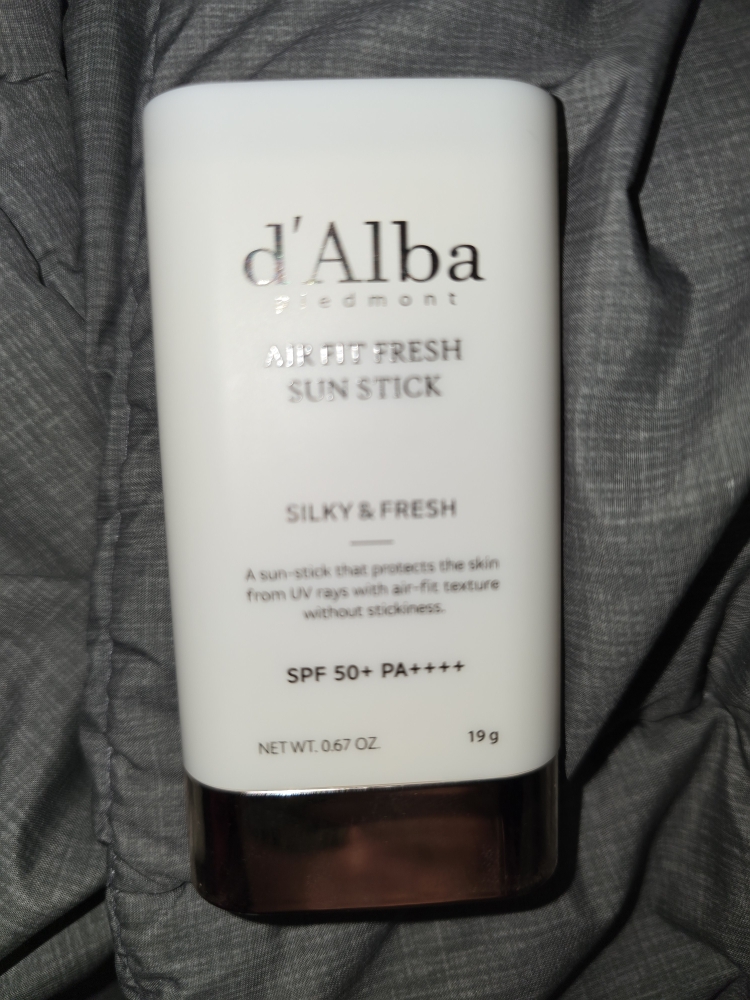 d'Alba
piedmont
AIR FIT FRESH
SUN STICK
SILKY & FRESH
A sun-stick that protects the skin
from UV rays with air-fit texture
without stickiness.
SPF 50+ PA++++
NET WT. 0.67 OZ. 19 g